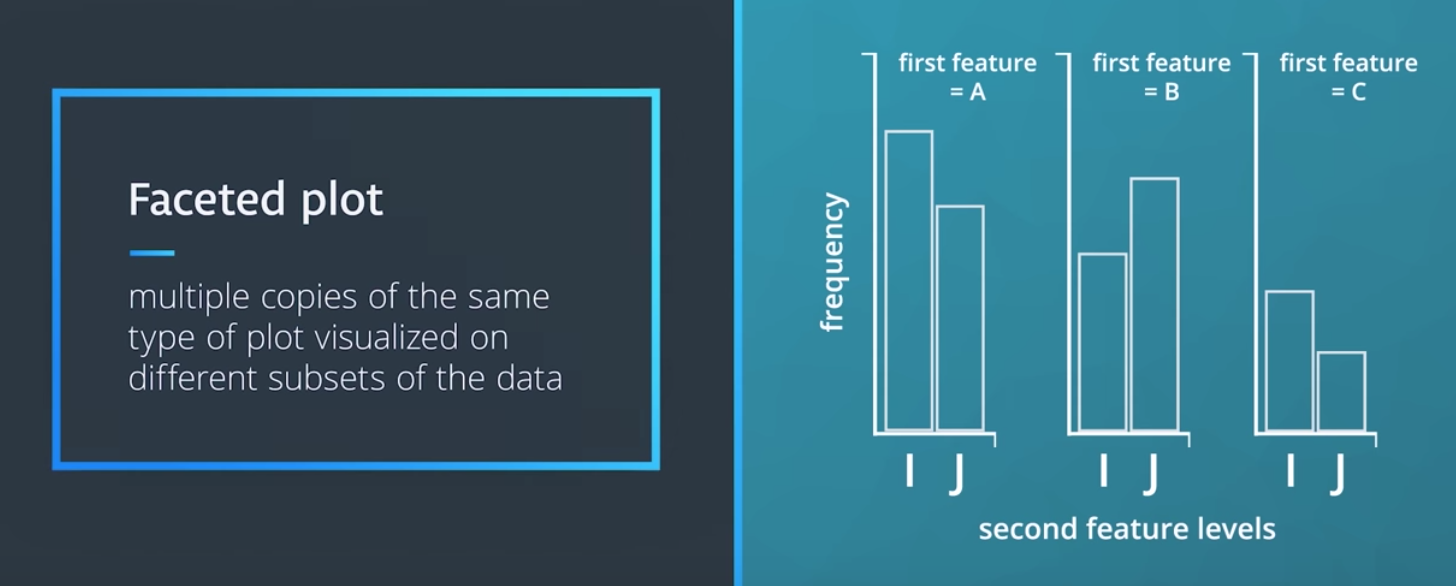 Faceted plot
multiple copies of the same
type of plot visualized on
different subsets of the data
first feature
= A
first feature
= B
first feature
= C
frequency
I J
I J
I J
second feature levels